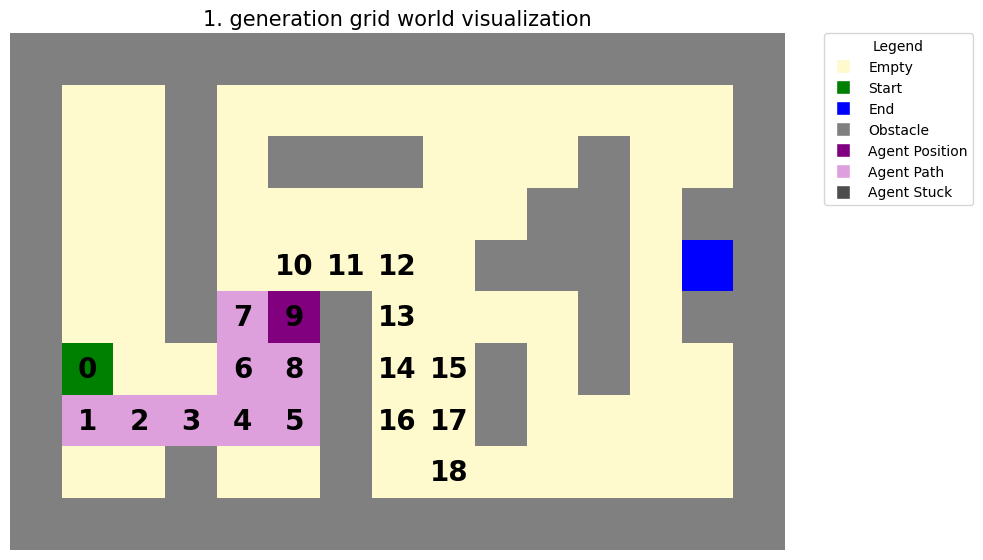 1. generation grid world visualization
Legend
Empty
Start
End
Obstacle
Agent Position
Agent Path
Agent Stuck
10 11 12
7 9 13
0 6 8 14 15
1 2 3 4 5 16 17
18